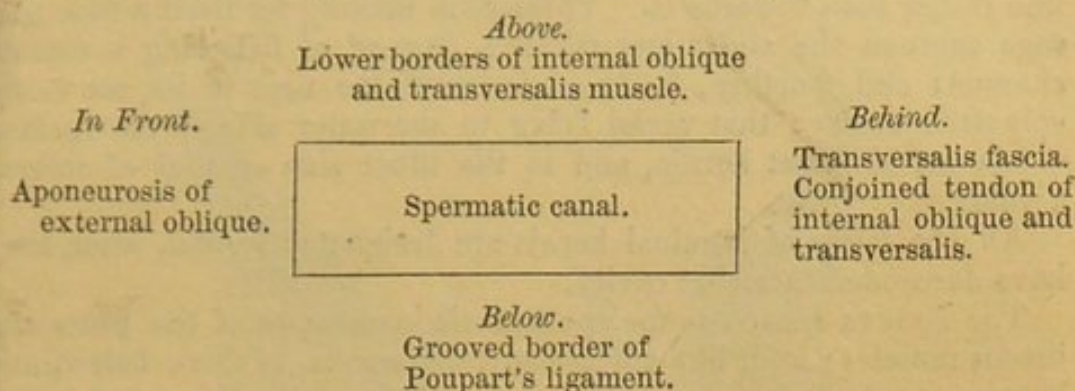 Above.
Lower borders of internal oblique
and transversalis muscle.
In Front.
Aponeurosis of
external oblique.
Spermatic canal.
Behind.
Transversalis fascia.
Conjoined tendon of
internal oblique and
transversalis.
Below.
Grooved border of
Poupart's ligament.